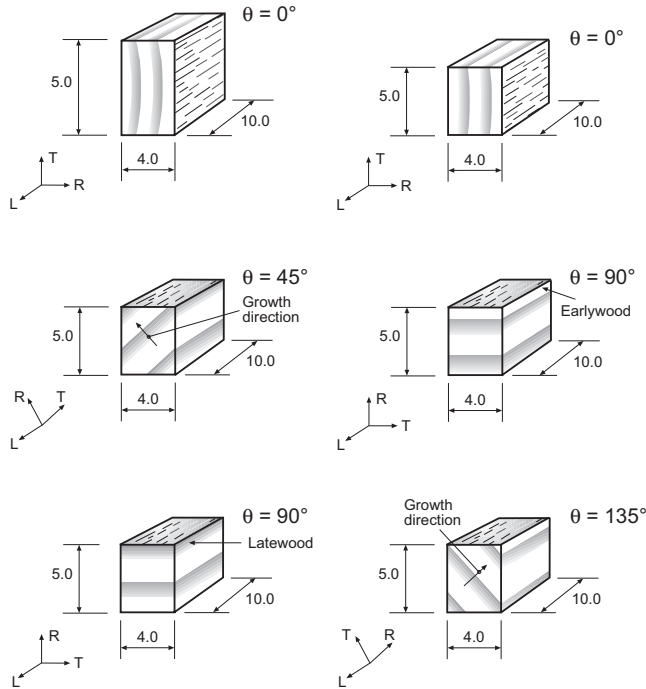 θ = 0°
5.0
10.0
4.0
T
R
L
θ = 0°
5.0
10.0
4.0
T
R
L
θ = 45°
Growth
direction
5.0
10.0
4.0
R
T
L
θ = 90°
Earlywood
5.0
10.0
4.0
R
T
L
θ = 90°
Latewood
5.0
10.0
4.0
R
T
L
Growth
direction
θ = 135°
5.0
10.0
4.0
T
R
L